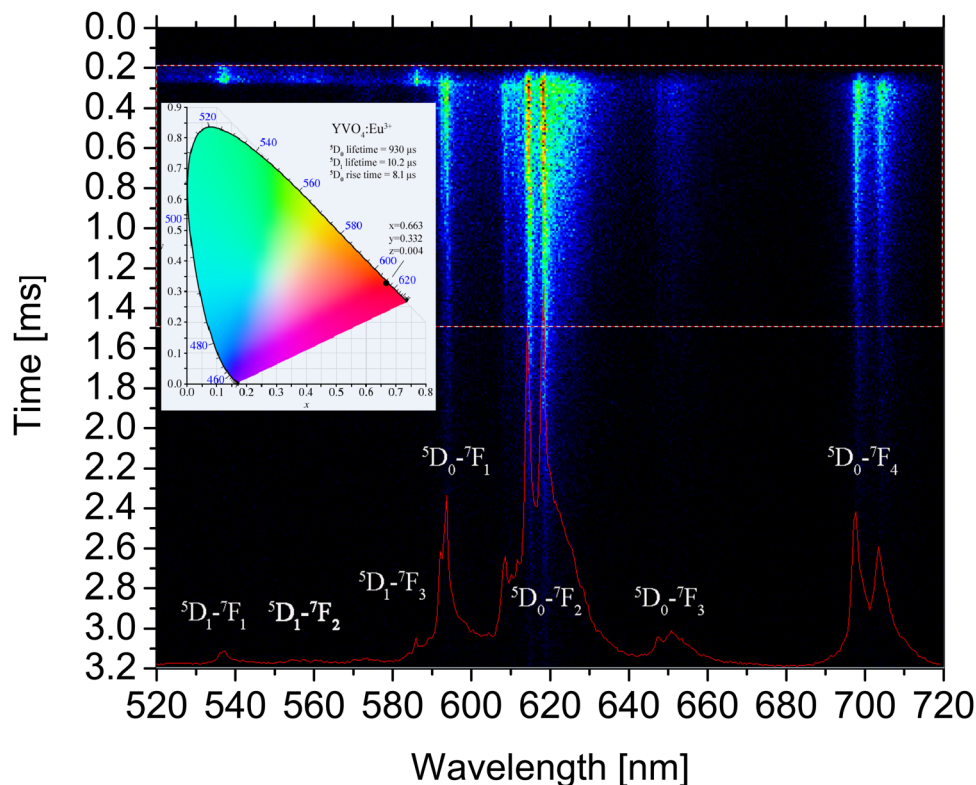 0.0
0.2
0.4
0.6
0.8
1.0
1.2
1.4
1.6
1.8
2.0
2.2
2.4
2.6
2.8
3.0
3.2
Time [ms]
520 540 560 580 600 620 640 660 680 700 720
Wavelength [nm]
YVO₄:Eu³⁺
⁵D₀ lifetime = 930 μs
⁵D₁ lifetime = 10.2 μs
⁵D₀ rise time = 8.1 μs
x=0.663
y=0.332
z=0.004
0.9
0.8
0.7
0.6
0.5
0.4
0.3
0.2
0.1
0.0
0.0 0.1 0.2 0.3 0.4 0.5 0.6 0.7 0.8
x
520
540
560
580
600
620
500
480
460
⁵D₀-⁷F₁
⁵D₀-⁷F₄
⁵D₁-⁷F₃
⁵D₁-⁷F₁
⁵D₁-⁷F₂
⁵D₀-⁷F₂
⁵D₀-⁷F₃